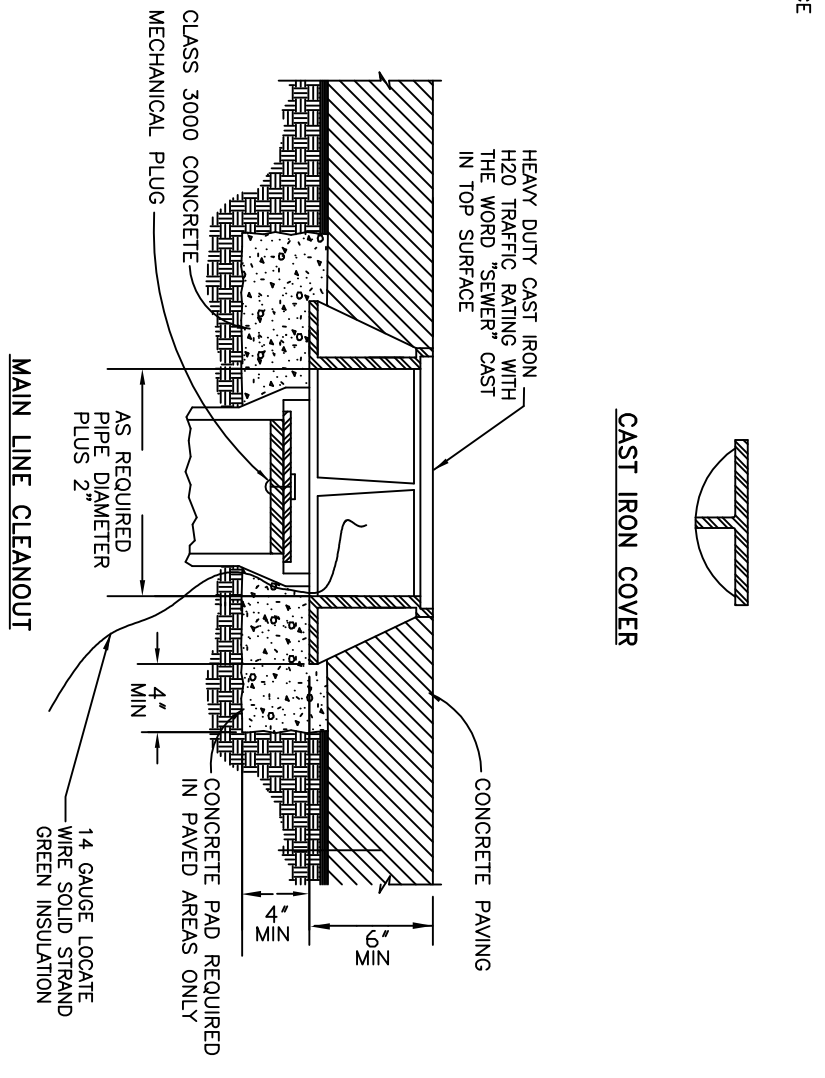 CE
CAST IRON COVER
HEAVY DUTY CAST IRON
H20 TRAFFIC RATING WITH
THE WORD "SEWER" CAST
IN TOP SURFACE
CONCRETE PAVING
6"
MIN
4"
MIN
CLASS 3000 CONCRETE
MECHANICAL PLUG
CONCRETE PAD REQUIRED
IN PAVED AREAS ONLY
4"
MIN
AS REQUIRED
PIPE DIAMETER
PLUS 2"
14 GAUGE LOCATE
WIRE SOLID STRAND
GREEN INSULATION
MAIN LINE CLEANOUT